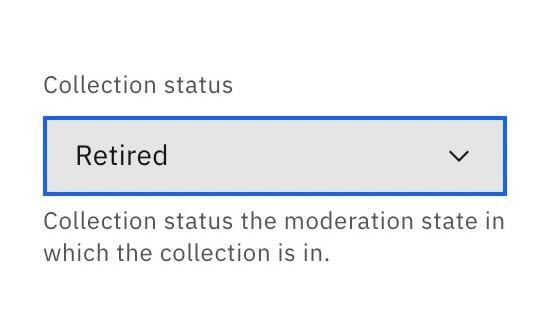 Collection status
Retired
Collection status the moderation state in
which the collection is in.